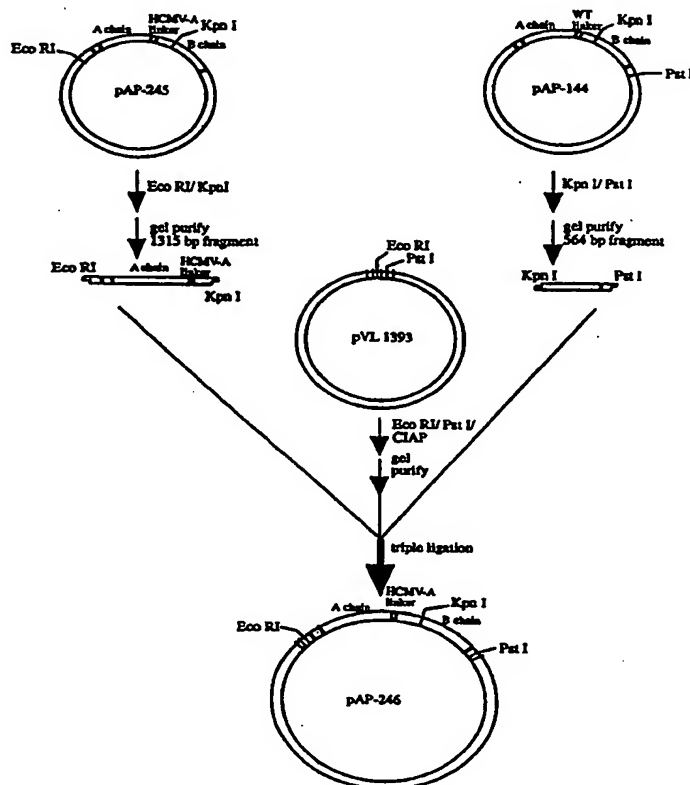 A chain
HCMV-A
linker
Kpn I
B chain
Eco RI
pAP-245
Eco RI/ KpnI
gel purify
1315 bp fragment
Eco RI
A chain
HCMV-A
linker
Kpn I
WT
linker
Kpn I
B chain
Pst I
pAP-144
Kpn I/ Pst I
gel purify
564 bp fragment
Kpn I
Pst I
Eco RI
Pst I
pVL 1393
Eco RI/ Pst I/
CIAP
gel
purify
triple ligation
A chain
HCMV-A
linker
Kpn I
B chain
Eco RI
Pst I
pAP-246